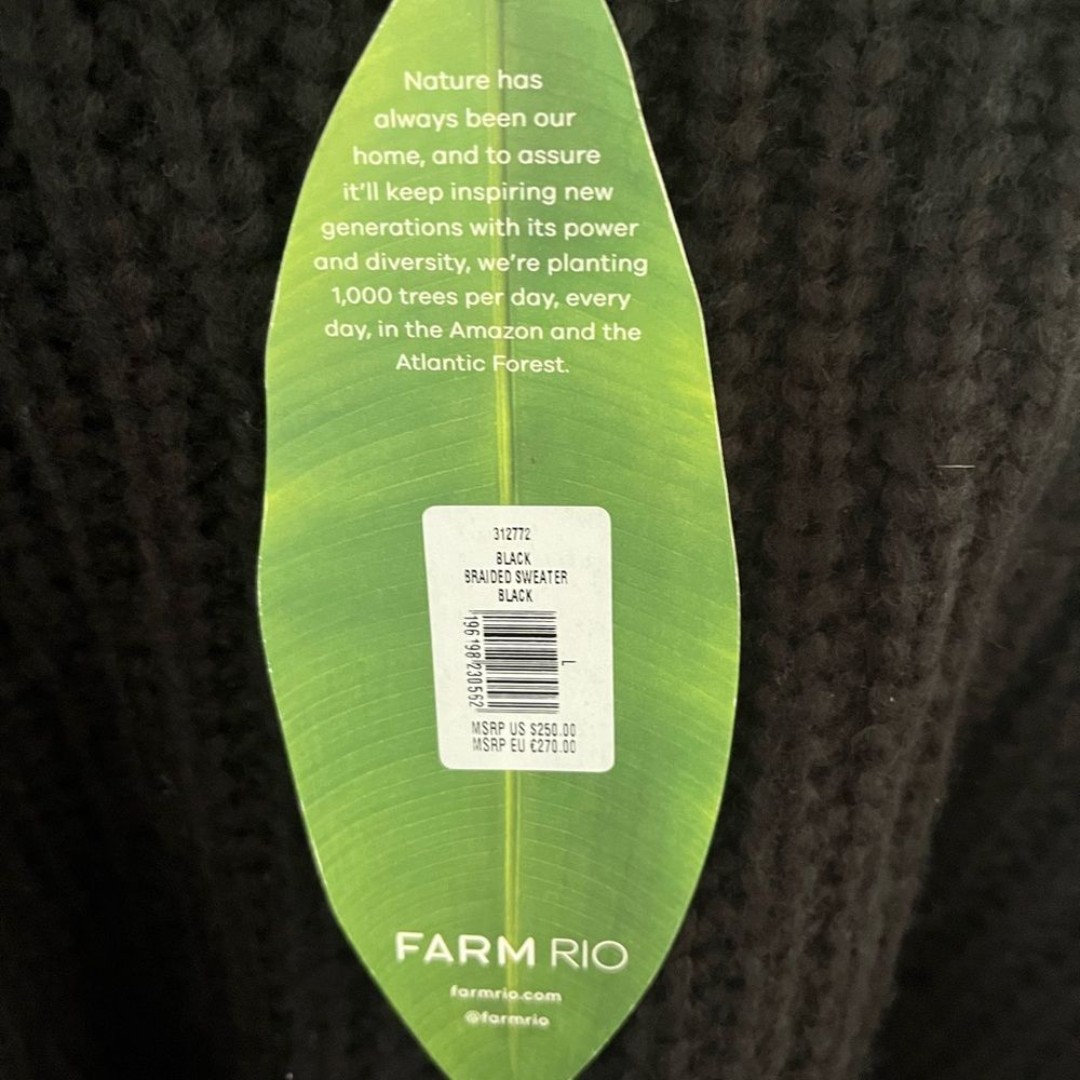 Nature has
always been our
home, and to assure
it'll keep inspiring new
generations with its power
and diversity, we're planting
1,000 trees per day, every
day, in the Amazon and the
Atlantic Forest.
312772
BLACK
BRAIDED SWEATER
BLACK
196198230562
L
MSRP US $250.00
MSRP EU €270.00
FARM RIO
farmrio.com
@farmrio